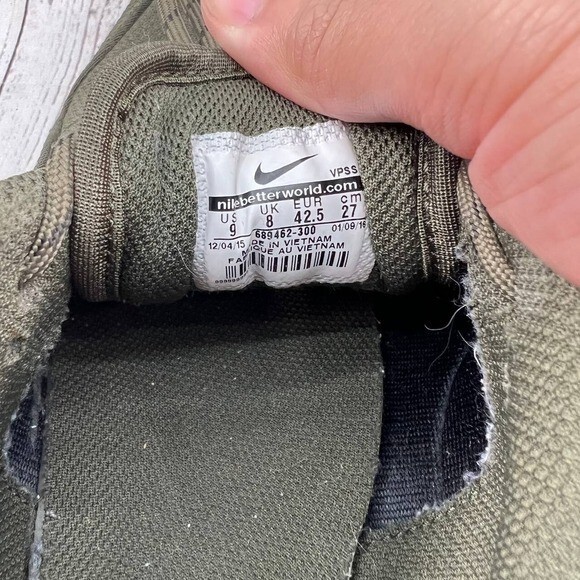 VPSS
nikebetterworld.com
US UK EUR cm
9 8 42.5 27
689462-300
12/04/15 01/09/16
MADE IN VIETNAM
FABRIQUE AU VIETNAM